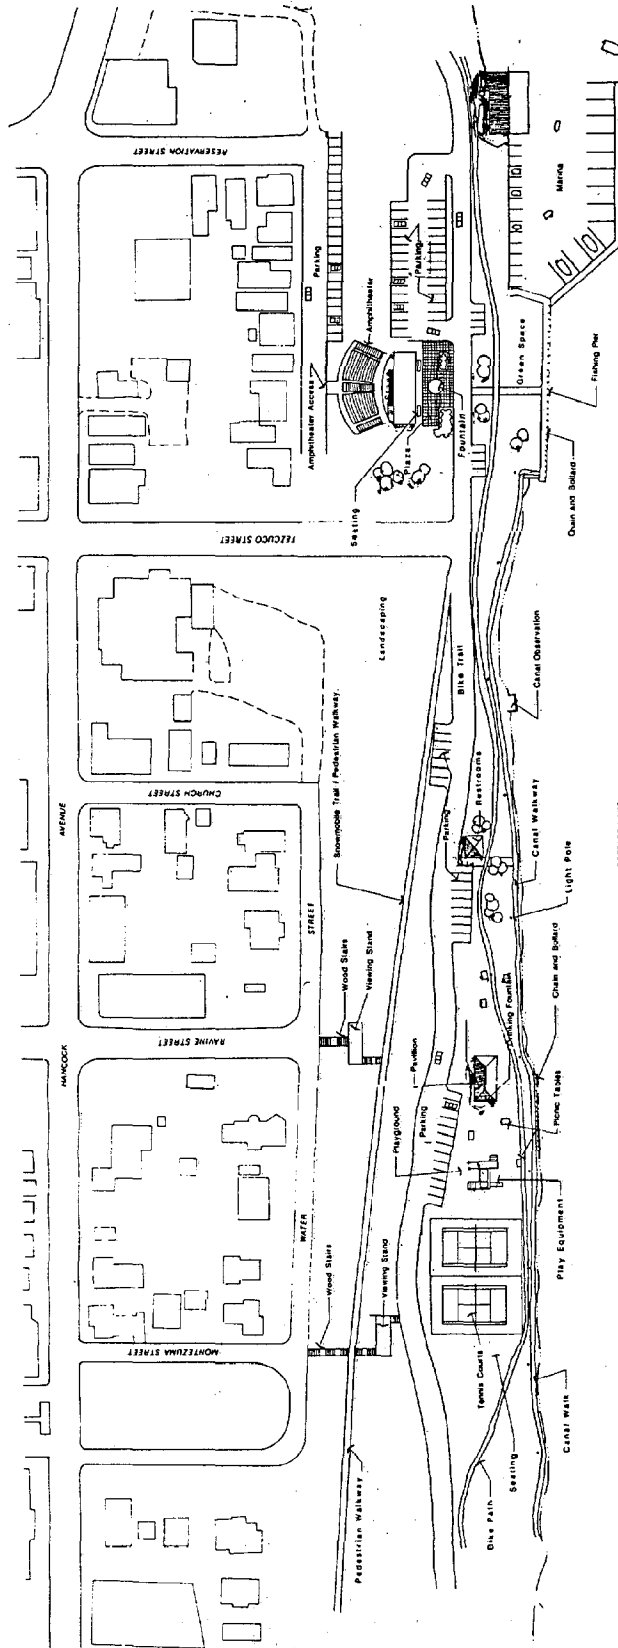 RESERVATION STREET
Parking
Marina
Parking
Amphitheater
Amphitheater Access
Stage
Green Space
Fishing Pier
Plaza
Fountain
Seating
Chain and Bollard
TEZCUCO STREET
Landscaping
Bike Trail
Canal Observation
Snowmobile Trail / Pedestrian Walkway
CHURCH STREET
AVENUE
Restrooms
Parking
Canal Walkway
Light Pole
STREET
Wood Stairs
Viewing Stand
Chain and Bollard
Drinking Fountain
RAVINE STREET
HANCOCK
Pavilion
Picnic Tables
Parking
Playground
Play Equipment
WATER
Wood Stairs
Viewing Stand
MONTEZUMA STREET
Tennis Courts
Canal Walk
Seating
Bike Path
Pedestrian Walkway